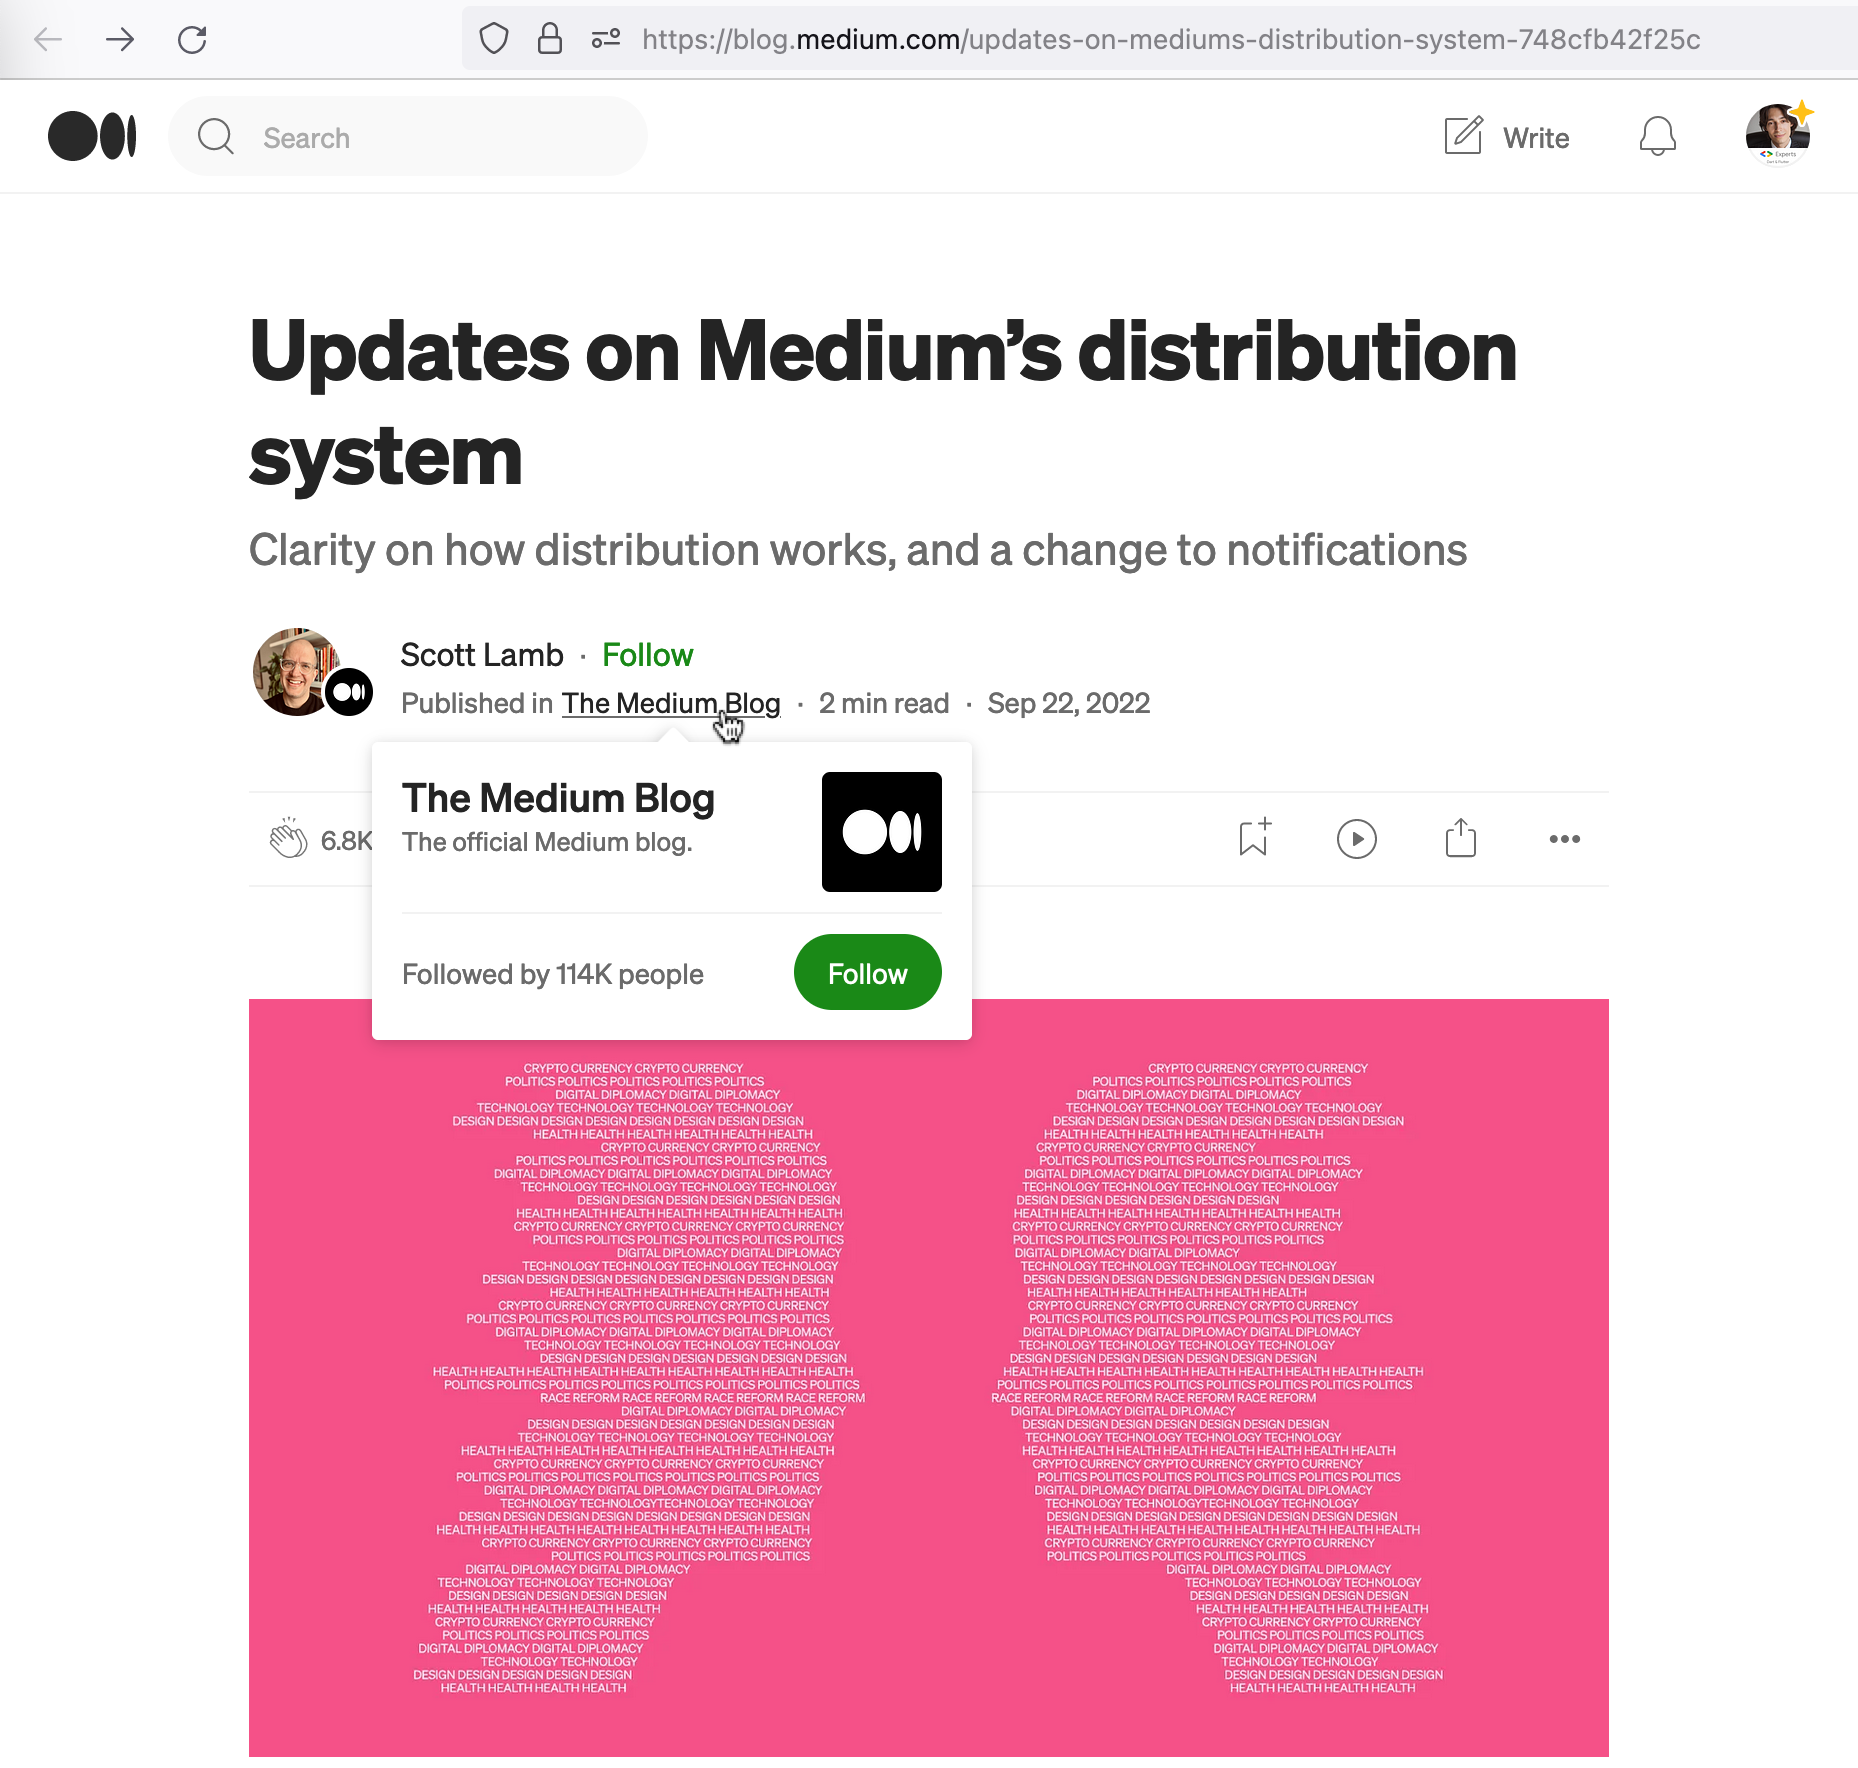 https://blog.medium.com/updates-on-mediums-distribution-system-748cfb42f25c
Search
Write
Experts
Updates on Medium’s distribution
system
Clarity on how distribution works, and a change to notifications
Scott Lamb · Follow
Published in The Medium Blog · 2 min read · Sep 22, 2022
The Medium Blog
The official Medium blog.
6.8K
Followed by 114K people
Follow
CRYPTO CURRENCY CRYPTO CURRENCY
POLITICS POLITICS POLITICS POLITICS POLITICS
DIGITAL DIPLOMACY DIGITAL DIPLOMACY
TECHNOLOGY TECHNOLOGY TECHNOLOGY TECHNOLOGY
DESIGN DESIGN DESIGN DESIGN DESIGN DESIGN DESIGN DESIGN
HEALTH HEALTH HEALTH HEALTH HEALTH HEALTH
CRYPTO CURRENCY CRYPTO CURRENCY
POLITICS POLITICS POLITICS POLITICS POLITICS POLITICS
DIGITAL DIPLOMACY DIGITAL DIPLOMACY DIGITAL DIPLOMACY
TECHNOLOGY TECHNOLOGY TECHNOLOGY TECHNOLOGY
DESIGN DESIGN DESIGN DESIGN DESIGN DESIGN
HEALTH HEALTH HEALTH HEALTH HEALTH HEALTH HEALTH
CRYPTO CURRENCY CRYPTO CURRENCY CRYPTO CURRENCY
POLITICS POLITICS POLITICS POLITICS POLITICS POLITICS
DIGITAL DIPLOMACY DIGITAL DIPLOMACY
TECHNOLOGY TECHNOLOGY TECHNOLOGY TECHNOLOGY
DESIGN DESIGN DESIGN DESIGN DESIGN DESIGN DESIGN DESIGN
HEALTH HEALTH HEALTH HEALTH HEALTH HEALTH
CRYPTO CURRENCY CRYPTO CURRENCY CRYPTO CURRENCY
POLITICS POLITICS POLITICS POLITICS POLITICS POLITICS POLITICS
DIGITAL DIPLOMACY DIGITAL DIPLOMACY DIGITAL DIPLOMACY
TECHNOLOGY TECHNOLOGY TECHNOLOGY TECHNOLOGY
DESIGN DESIGN DESIGN DESIGN DESIGN DESIGN DESIGN
HEALTH HEALTH HEALTH HEALTH HEALTH HEALTH HEALTH HEALTH HEALTH
POLITICS POLITICS POLITICS POLITICS POLITICS POLITICS POLITICS POLITICS
RACE REFORM RACE REFORM RACE REFORM RACE REFORM
DIGITAL DIPLOMACY DIGITAL DIPLOMACY
DESIGN DESIGN DESIGN DESIGN DESIGN DESIGN DESIGN
TECHNOLOGY TECHNOLOGY TECHNOLOGY TECHNOLOGY
HEALTH HEALTH HEALTH HEALTH HEALTH HEALTH HEALTH HEALTH
CRYPTO CURRENCY CRYPTO CURRENCY CRYPTO CURRENCY
POLITICS POLITICS POLITICS POLITICS POLITICS POLITICS POLITICS
DIGITAL DIPLOMACY DIGITAL DIPLOMACY DIGITAL DIPLOMACY
TECHNOLOGY TECHNOLOGYTECHNOLOGY TECHNOLOGY
DESIGN DESIGN DESIGN DESIGN DESIGN DESIGN DESIGN DESIGN
HEALTH HEALTH HEALTH HEALTH HEALTH HEALTH HEALTH HEALTH
CRYPTO CURRENCY CRYPTO CURRENCY CRYPTO CURRENCY
POLITICS POLITICS POLITICS POLITICS POLITICS
DIGITAL DIPLOMACY DIGITAL DIPLOMACY
TECHNOLOGY TECHNOLOGY TECHNOLOGY
DESIGN DESIGN DESIGN DESIGN DESIGN
HEALTH HEALTH HEALTH HEALTH HEALTH
CRYPTO CURRENCY CRYPTO CURRENCY
POLITICS POLITICS POLITICS POLITICS
DIGITAL DIPLOMACY DIGITAL DIPLOMACY
TECHNOLOGY TECHNOLOGY
DESIGN DESIGN DESIGN DESIGN DESIGN
HEALTH HEALTH HEALTH HEALTH
CRYPTO CURRENCY CRYPTO CURRENCY
POLITICS POLITICS POLITICS POLITICS POLITICS
DIGITAL DIPLOMACY DIGITAL DIPLOMACY
TECHNOLOGY TECHNOLOGY TECHNOLOGY TECHNOLOGY
DESIGN DESIGN DESIGN DESIGN DESIGN DESIGN DESIGN DESIGN
HEALTH HEALTH HEALTH HEALTH HEALTH HEALTH
CRYPTO CURRENCY CRYPTO CURRENCY
POLITICS POLITICS POLITICS POLITICS POLITICS POLITICS
DIGITAL DIPLOMACY DIGITAL DIPLOMACY DIGITAL DIPLOMACY
TECHNOLOGY TECHNOLOGY TECHNOLOGY TECHNOLOGY
DESIGN DESIGN DESIGN DESIGN DESIGN DESIGN
HEALTH HEALTH HEALTH HEALTH HEALTH HEALTH HEALTH
CRYPTO CURRENCY CRYPTO CURRENCY CRYPTO CURRENCY
POLITICS POLITICS POLITICS POLITICS POLITICS POLITICS
DIGITAL DIPLOMACY DIGITAL DIPLOMACY
TECHNOLOGY TECHNOLOGY TECHNOLOGY TECHNOLOGY
DESIGN DESIGN DESIGN DESIGN DESIGN DESIGN DESIGN DESIGN
HEALTH HEALTH HEALTH HEALTH HEALTH HEALTH
CRYPTO CURRENCY CRYPTO CURRENCY CRYPTO CURRENCY
POLITICS POLITICS POLITICS POLITICS POLITICS POLITICS POLITICS
DIGITAL DIPLOMACY DIGITAL DIPLOMACY DIGITAL DIPLOMACY
TECHNOLOGY TECHNOLOGY TECHNOLOGY TECHNOLOGY
DESIGN DESIGN DESIGN DESIGN DESIGN DESIGN DESIGN
HEALTH HEALTH HEALTH HEALTH HEALTH HEALTH HEALTH HEALTH HEALTH
POLITICS POLITICS POLITICS POLITICS POLITICS POLITICS POLITICS POLITICS
RACE REFORM RACE REFORM RACE REFORM RACE REFORM
DIGITAL DIPLOMACY DIGITAL DIPLOMACY
DESIGN DESIGN DESIGN DESIGN DESIGN DESIGN DESIGN
TECHNOLOGY TECHNOLOGY TECHNOLOGY TECHNOLOGY
HEALTH HEALTH HEALTH HEALTH HEALTH HEALTH HEALTH HEALTH
CRYPTO CURRENCY CRYPTO CURRENCY CRYPTO CURRENCY
POLITICS POLITICS POLITICS POLITICS POLITICS POLITICS POLITICS
DIGITAL DIPLOMACY DIGITAL DIPLOMACY DIGITAL DIPLOMACY
TECHNOLOGY TECHNOLOGYTECHNOLOGY TECHNOLOGY
DESIGN DESIGN DESIGN DESIGN DESIGN DESIGN DESIGN DESIGN
HEALTH HEALTH HEALTH HEALTH HEALTH HEALTH HEALTH HEALTH
CRYPTO CURRENCY CRYPTO CURRENCY CRYPTO CURRENCY
POLITICS POLITICS POLITICS POLITICS POLITICS
DIGITAL DIPLOMACY DIGITAL DIPLOMACY
TECHNOLOGY TECHNOLOGY TECHNOLOGY
DESIGN DESIGN DESIGN DESIGN DESIGN
HEALTH HEALTH HEALTH HEALTH HEALTH
CRYPTO CURRENCY CRYPTO CURRENCY
POLITICS POLITICS POLITICS POLITICS
DIGITAL DIPLOMACY DIGITAL DIPLOMACY
TECHNOLOGY TECHNOLOGY
DESIGN DESIGN DESIGN DESIGN DESIGN
HEALTH HEALTH HEALTH HEALTH